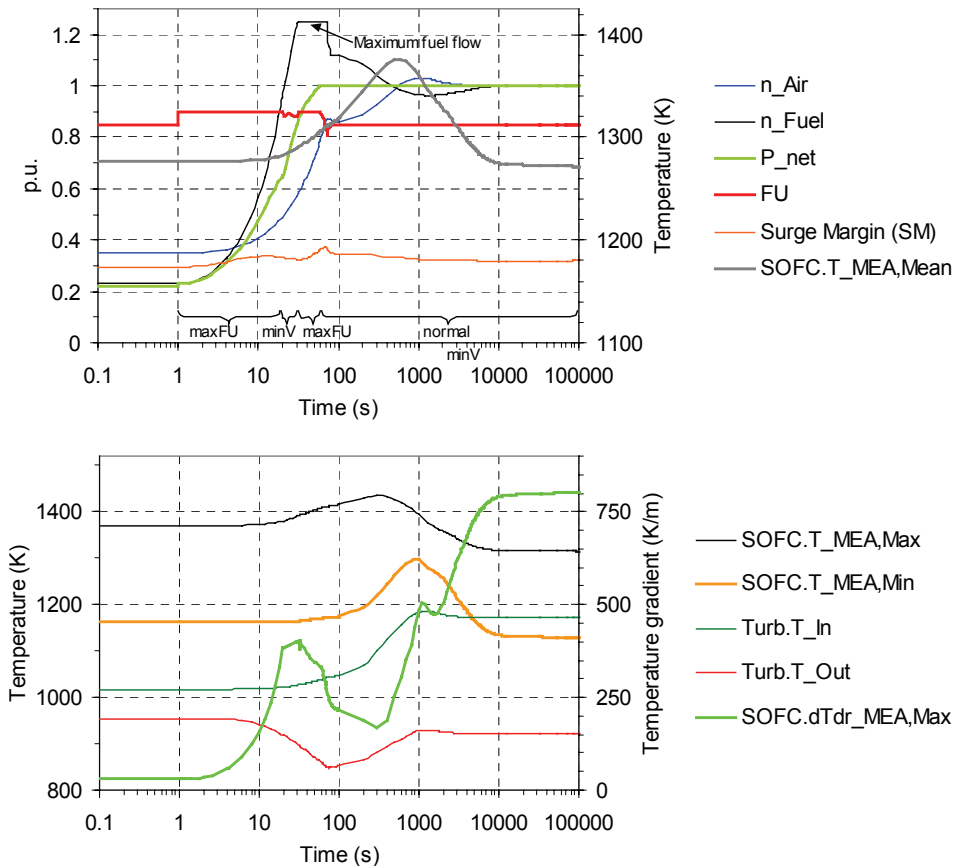 1.2
1
0.8
0.6
0.4
0.2
0
p.u.
1400
1300
1200
1100
Temperature (K)
Maximum fuel flow
maxFU
minV
maxFU
normal
minV
0.1
1
10
100
1000
10000
100000
Time (s)
n_Air
n_Fuel
P_net
FU
Surge Margin (SM)
SOFC.T_MEA,Mean
1400
1200
1000
800
Temperature (K)
750
500
250
0
Temperature gradient (K/m)
0.1
1
10
100
1000
10000
100000
Time (s)
SOFC.T_MEA,Max
SOFC.T_MEA,Min
Turb.T_In
Turb.T_Out
SOFC.dTdr_MEA,Max